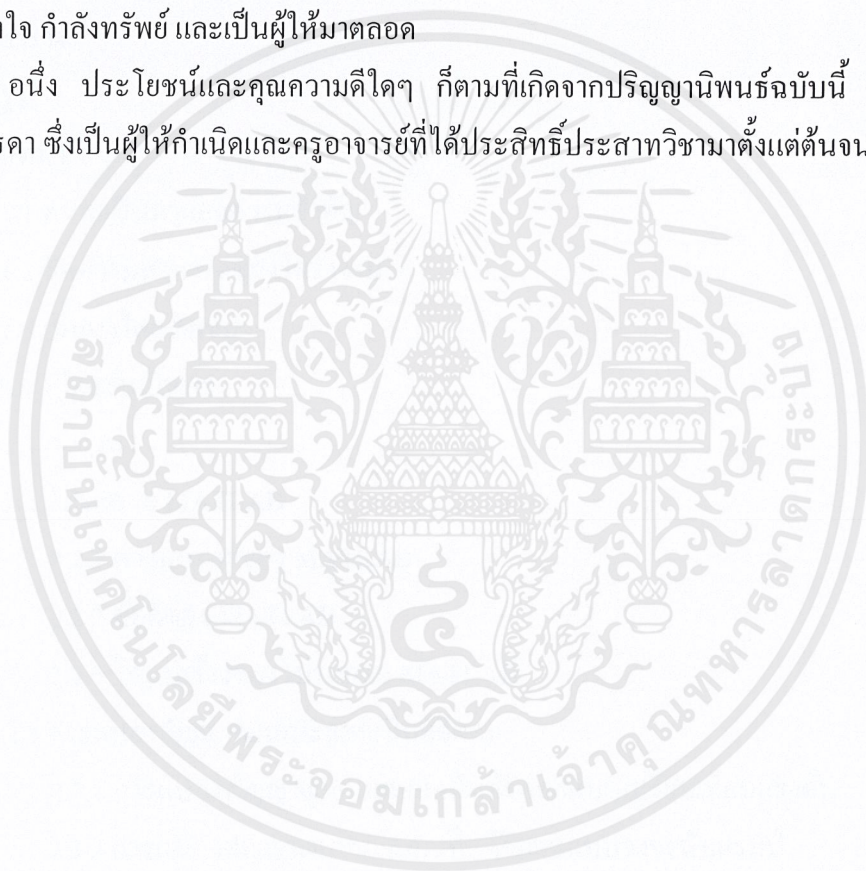 ใจ กำลังทรัพย์ และเป็นผู้ให้มาตลอด
อนึ่ง ประโยชน์และคุณความดีใดๆ ก็ตามที่เกิดจากปริญญานิพนธ์ฉบับนี้
ซึ่งเป็นผู้ให้กำเนิดและครูอาจารย์ที่ได้ประสิทธิ์ประสาทวิชามาตั้งแต่ต้นจน
สถาบันเทคโนโลยีพระจอมเกล้าเจ้าคุณทหารลาดกระบัง
๔